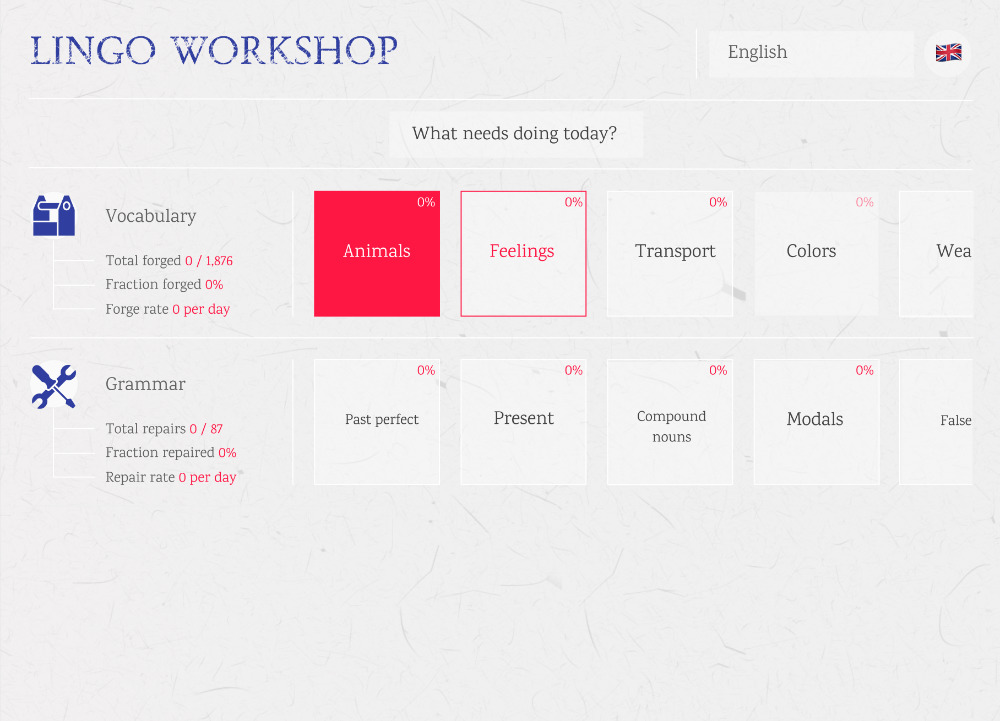 LINGO WORKSHOP
English
What needs doing today?
Vocabulary
Total forged 0 / 1,876
Fraction forged 0%
Forge rate 0 per day
0%
Animals
0%
Feelings
0%
Transport
0%
Colors
Wea
Grammar
Total repairs 0 / 87
Fraction repaired 0%
Repair rate 0 per day
0%
Past perfect
0%
Present
0%
Compound
nouns
0%
Modals
False